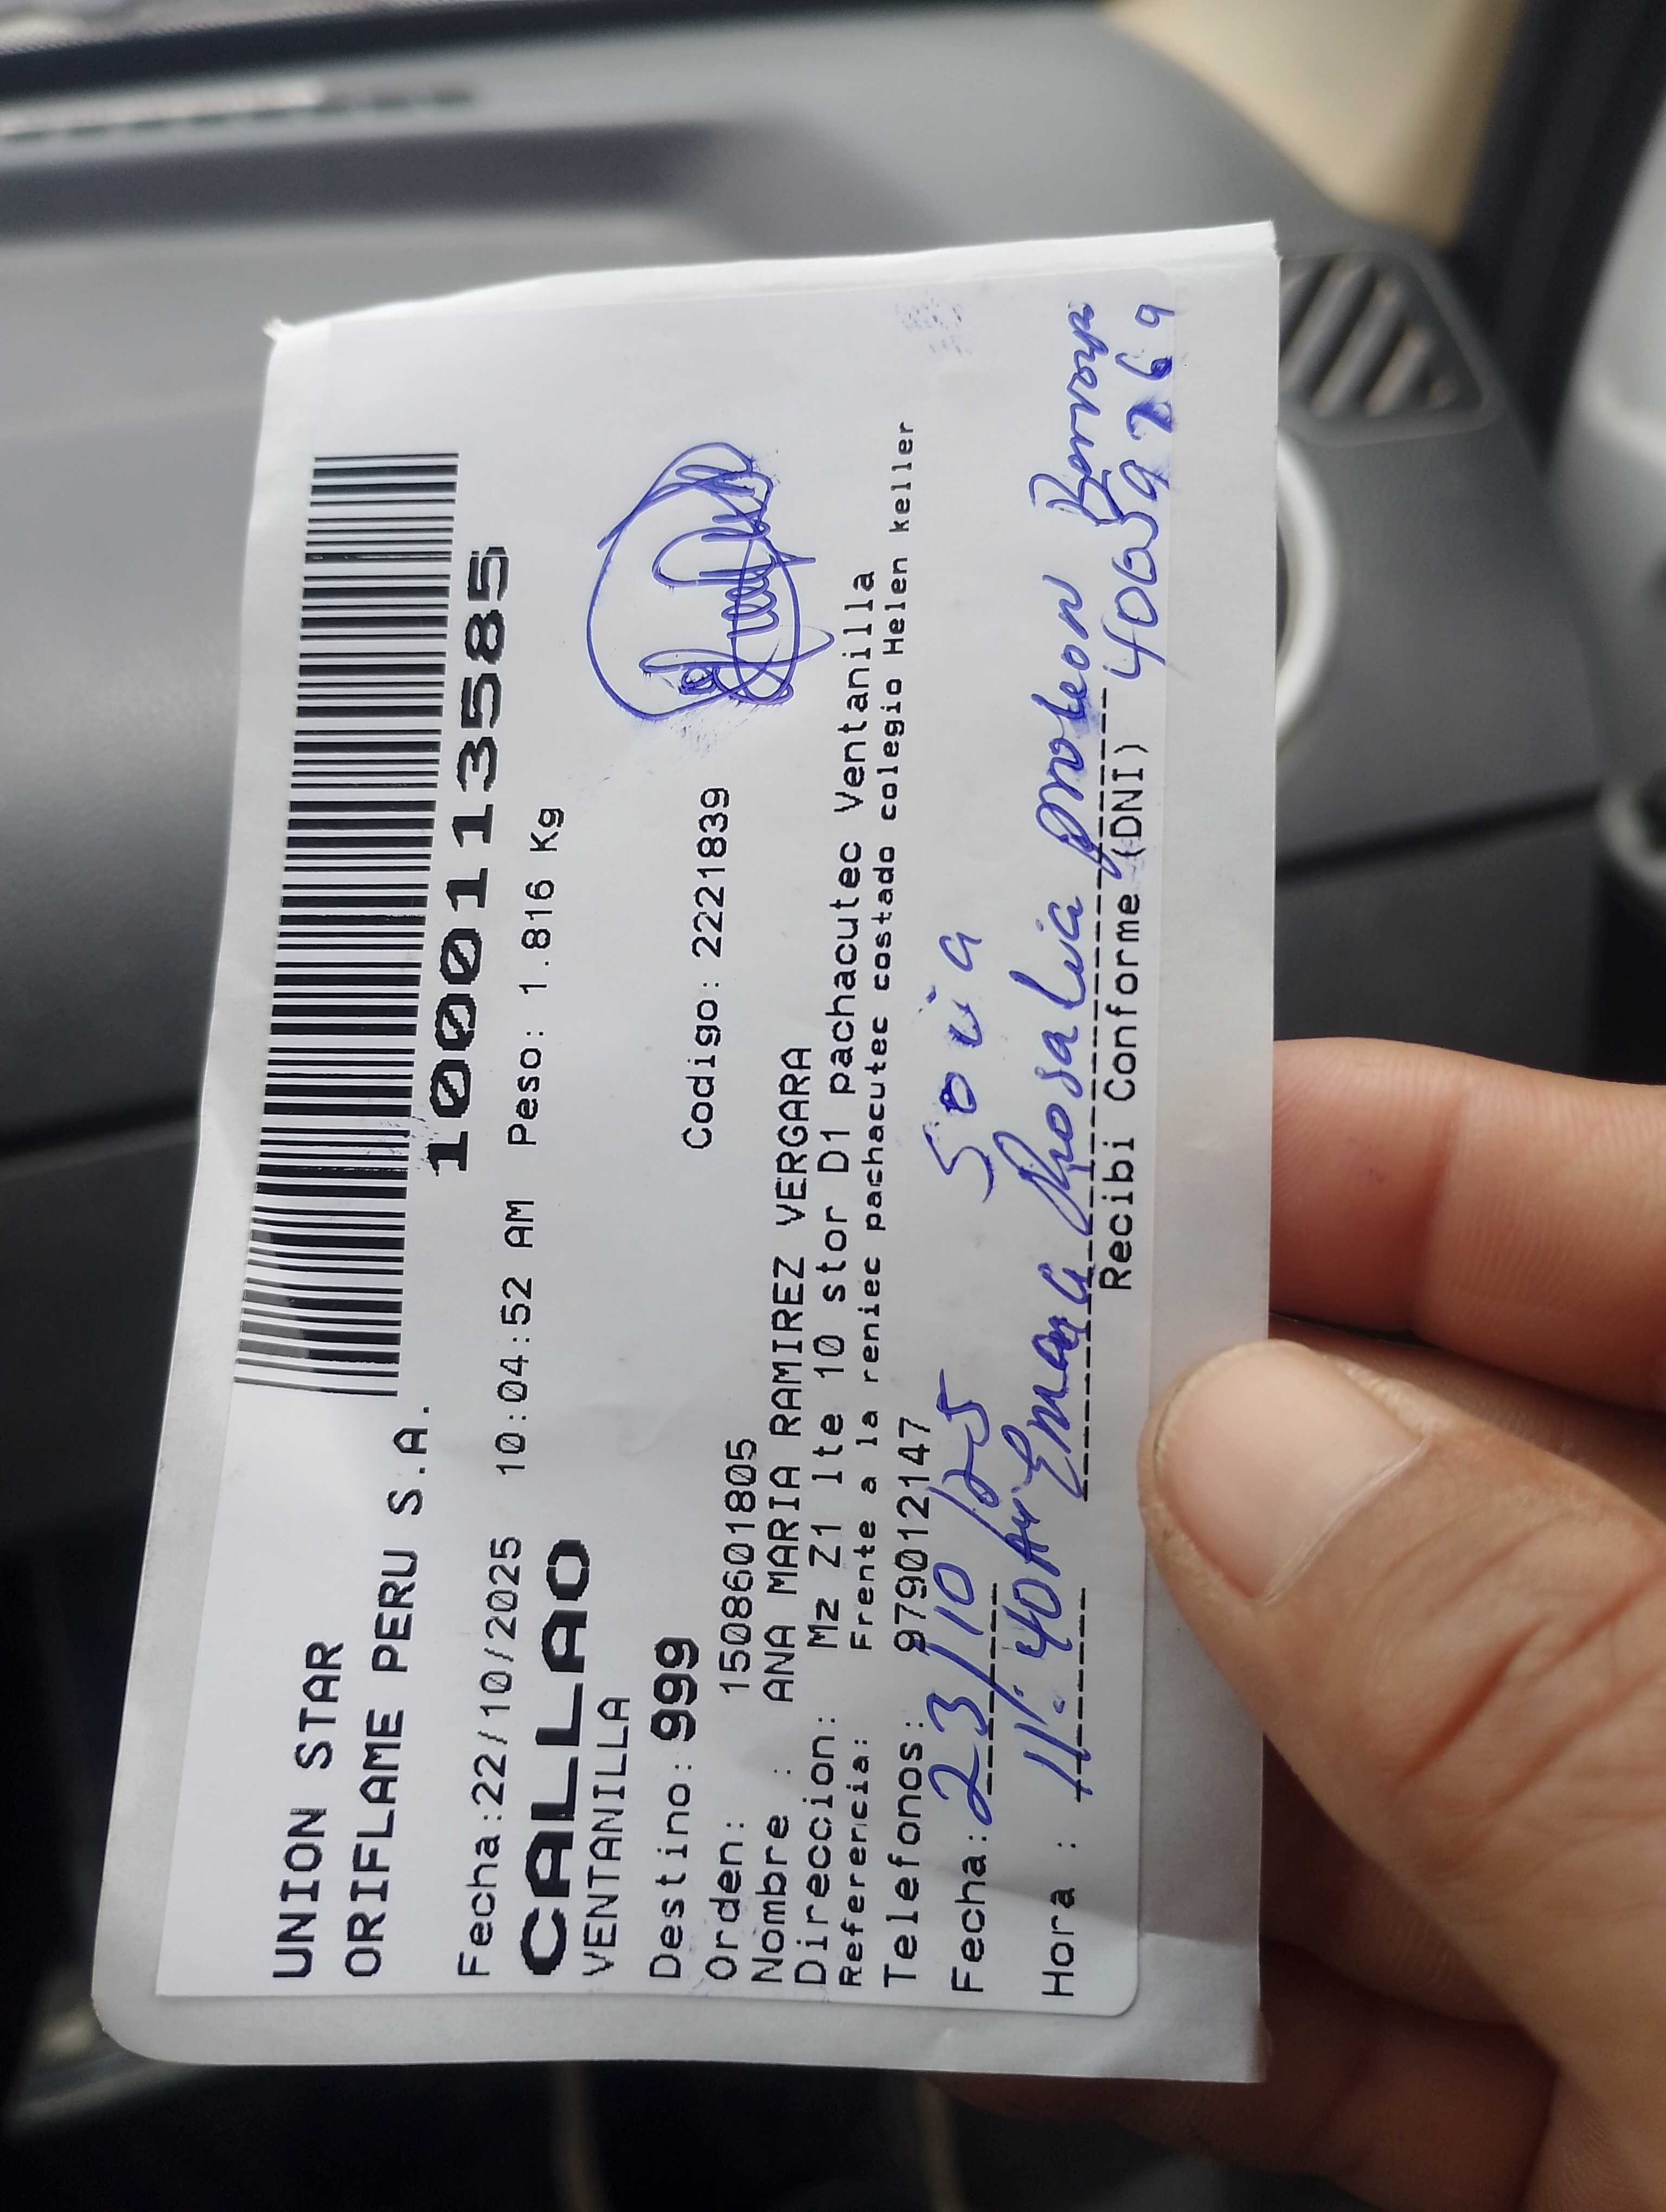 UNION STAR
ORIFLAME PERU S.A.
1000113585
Fecha:22/10/2025 10:04:52 AM Peso: 1.816 Kg
CALLAO
VENTANILLA
Destino: 999
Codigo: 2221839
Orden: 1508601805
Nombre : ANA MARIA RAMIREZ VERGARA
Direccion: Mz Z1 lte 10 stor D1 pachacutec Ventanilla
Referencia: Frente a la reniec pachacutec costado colegio Helen keller
Telefonos: 979012147
Fecha: 23/10/25 Socia
Hora : 11:40 AM Emma Rosalia
Recibi Conforme (DNI)